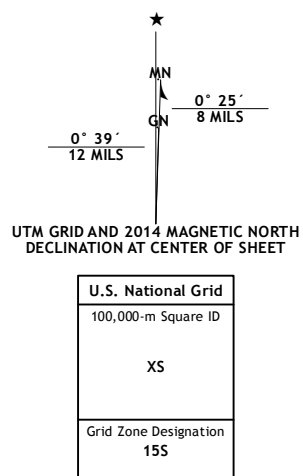 ★
MN
0° 25´
8 MILS
GN
0° 39´
12 MILS
UTM GRID AND 2014 MAGNETIC NORTH
DECLINATION AT CENTER OF SHEET
U.S. National Grid
100,000-m Square ID
XS
Grid Zone Designation
15S